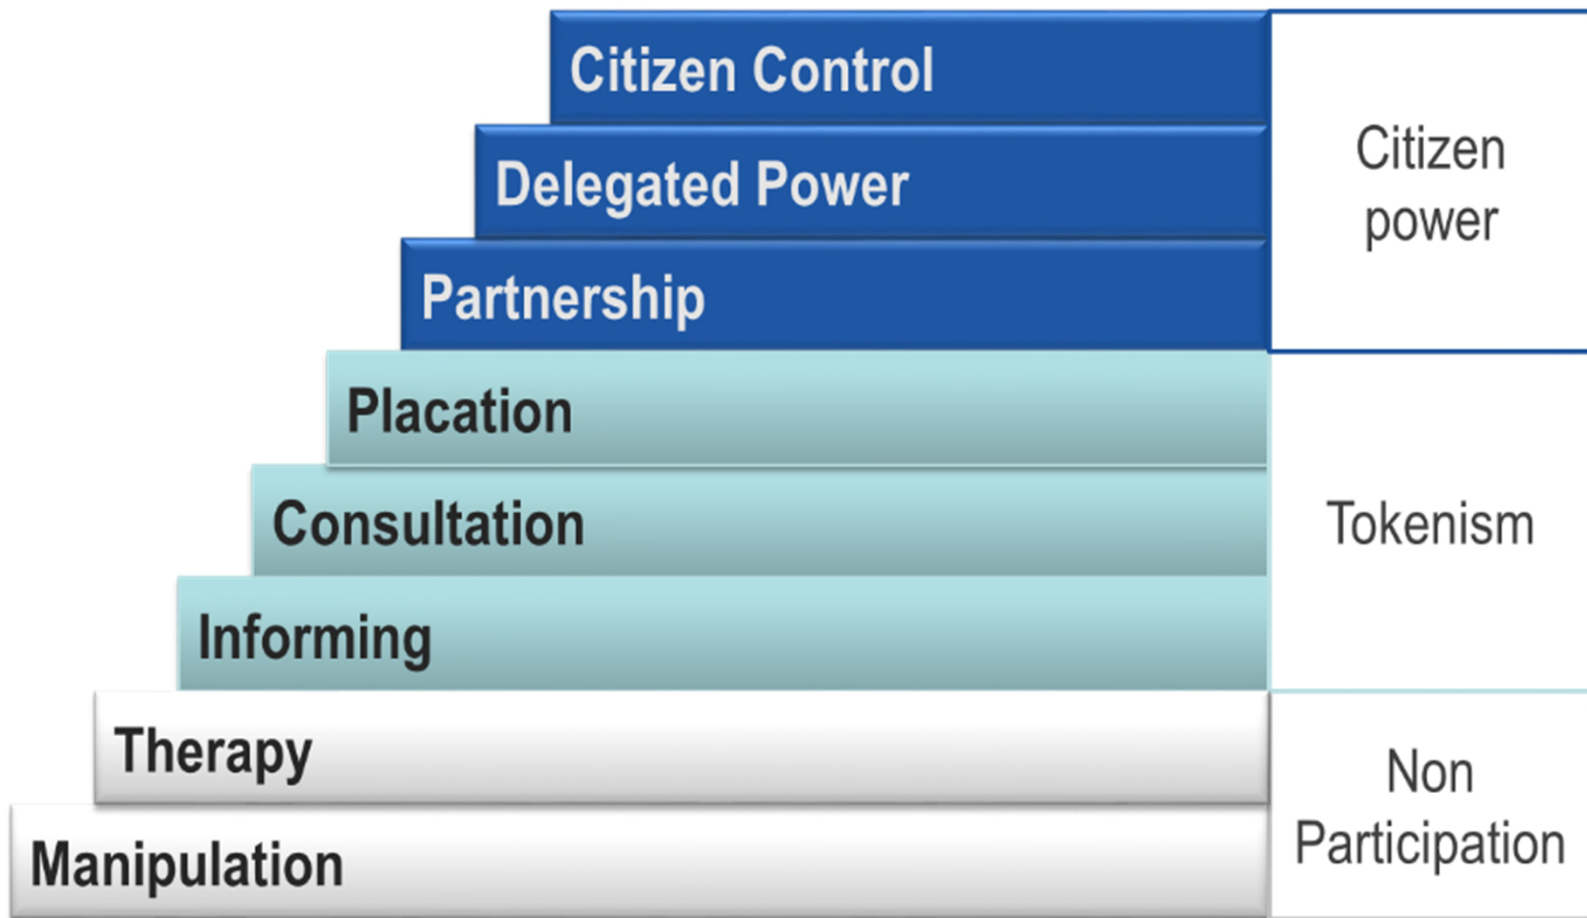 Citizen Control
Delegated Power
Partnership
Citizen
power
Placation
Consultation
Informing
Tokenism
Therapy
Manipulation
Non
Participation